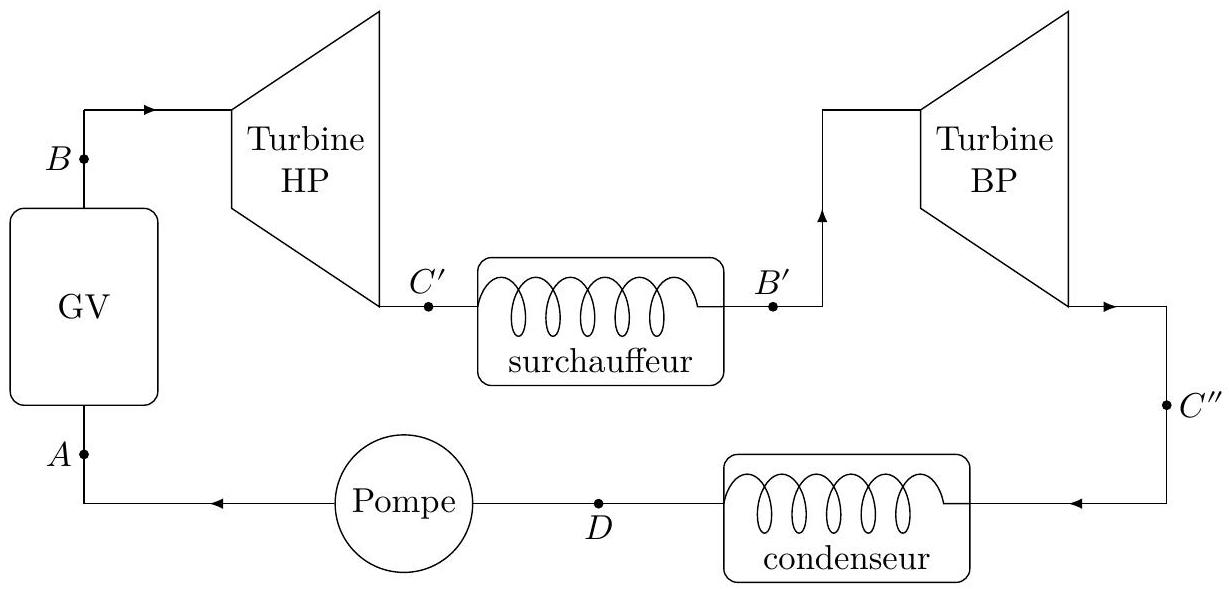 Turbine
HP
Turbine
BP
B
GV
C′
B′
surchauffeur
C″
A
Pompe
D
condenseur